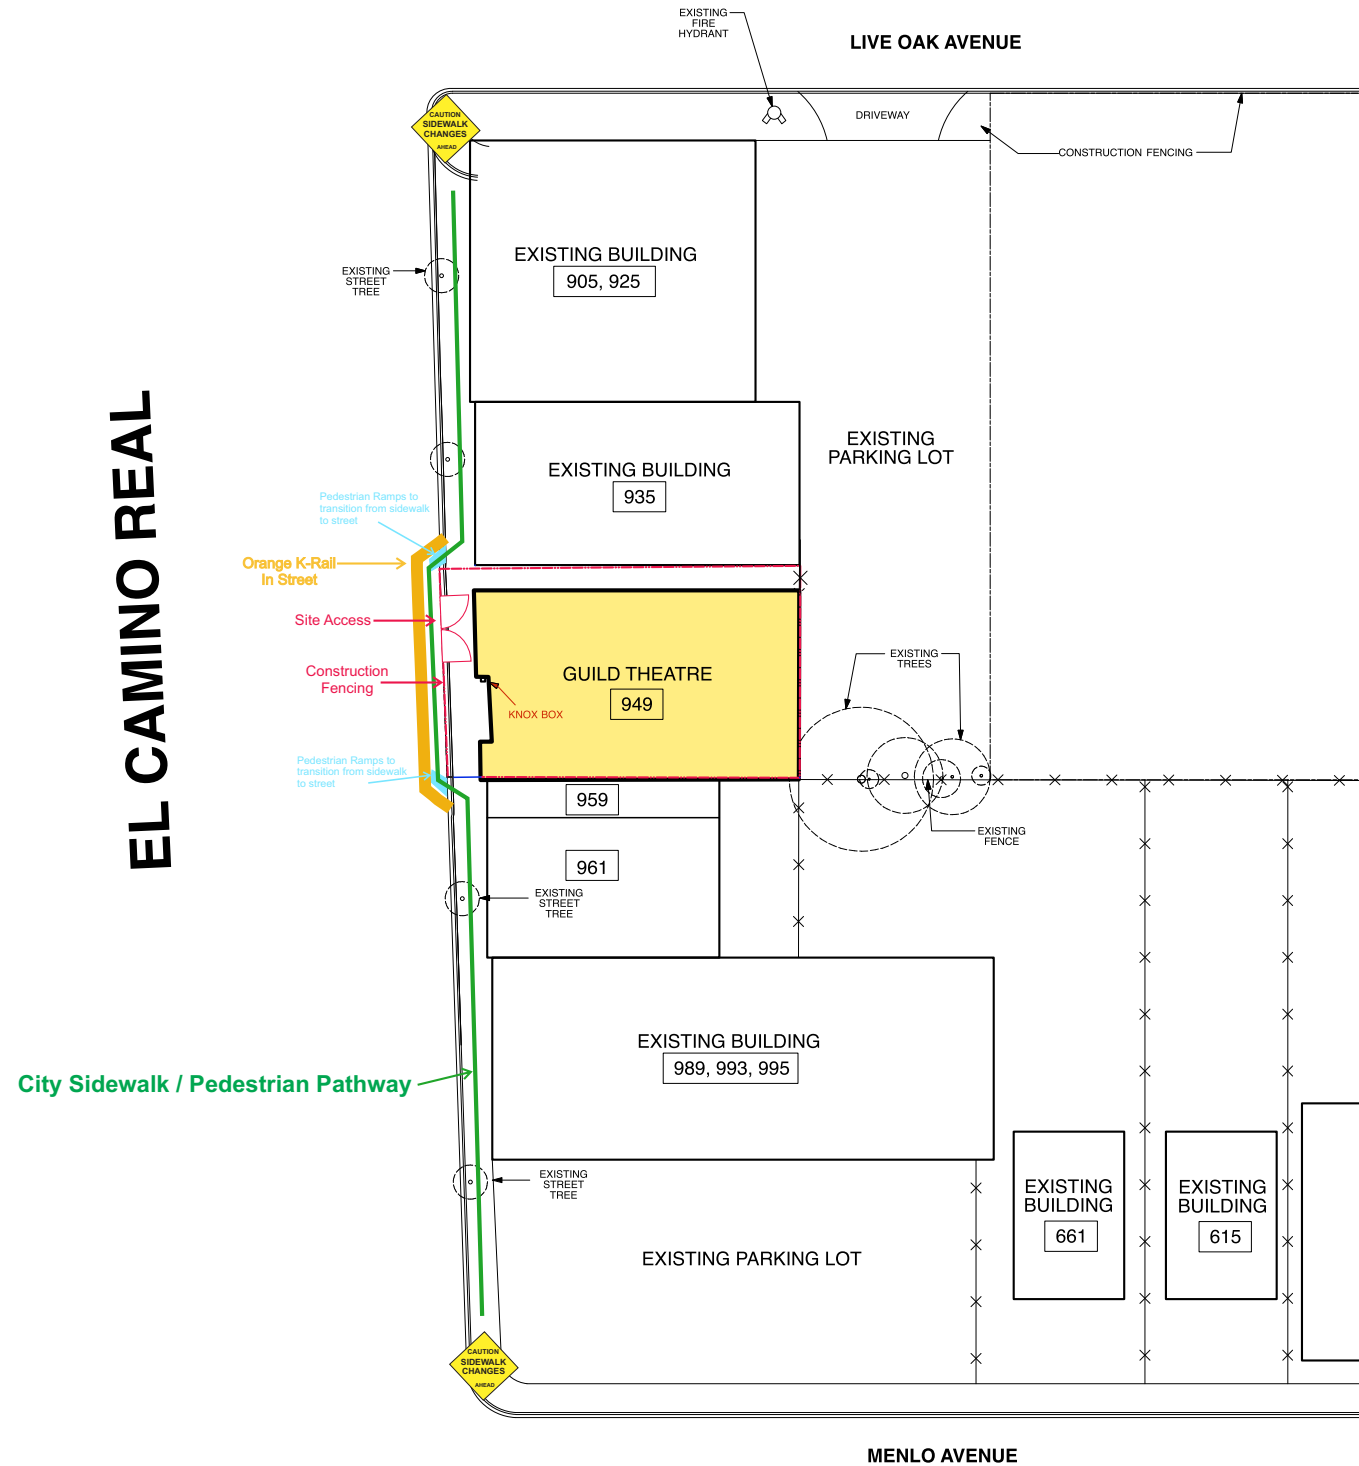 EXISTING
FIRE
HYDRANT
LIVE OAK AVENUE
CAUTION
SIDEWALK
CHANGES
AHEAD
DRIVEWAY
CONSTRUCTION FENCING
EXISTING BUILDING
905, 925
EXISTING
STREET
TREE
EL CAMINO REAL
EXISTING
PARKING LOT
EXISTING BUILDING
935
Pedestrian Ramps to
transition from sidewalk
to street
Orange K-Rail
In Street
Site Access
Construction
Fencing
GUILD THEATRE
949
KNOX BOX
EXISTING
TREES
Pedestrian Ramps to
transition from sidewalk
to street
959
EXISTING
FENCE
961
EXISTING
STREET
TREE
EXISTING BUILDING
989, 993, 995
City Sidewalk / Pedestrian Pathway
EXISTING
STREET
TREE
EXISTING
BUILDING
661
EXISTING
BUILDING
615
EXISTING PARKING LOT
CAUTION
SIDEWALK
CHANGES
AHEAD
MENLO AVENUE